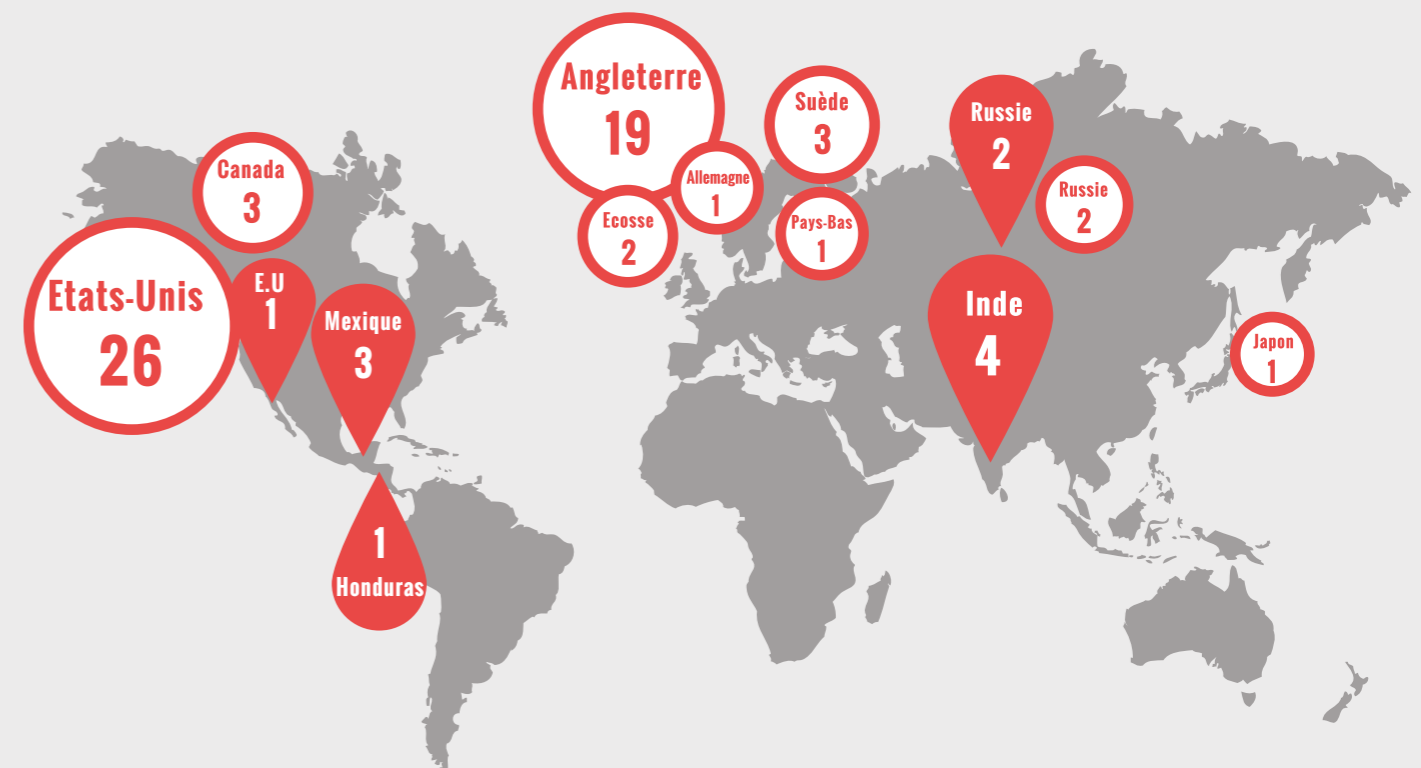 Angleterre
19
Suède
3
Russie
2
Canada
3
Allemagne
1
Russie
2
Ecosse
2
Pays-Bas
1
Etats-Unis
26
E.U
1
Mexique
3
Inde
4
Japon
1
1
Honduras